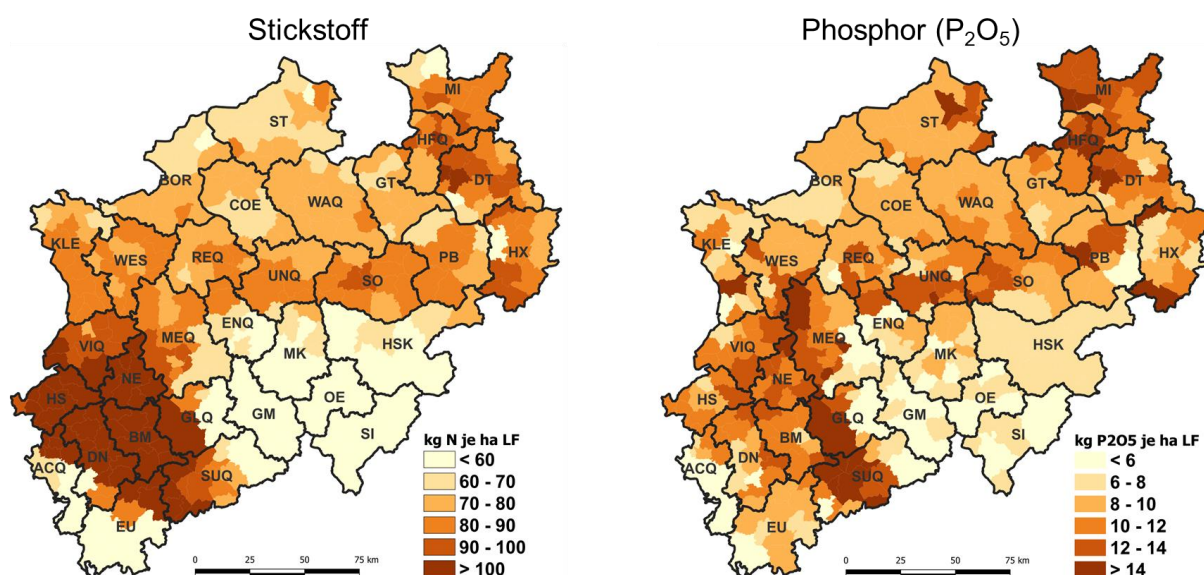 Stickstoff
MI
ST
HFQ
DT
BOR
GT
COE
WAQ
KLE
WES
REQ
PB
HX
UNQ
SO
ENQ
MEQ
VIQ
MK
HSK
NE
HS
OE
GLQ
GM
BM
SI
DN
ACQ
SUQ
EU
kg N je ha LF
< 60
60 - 70
70 - 80
80 - 90
90 - 100
> 100
0 25 50 75 km
Phosphor (P₂O₅)
MI
ST
HFQ
DT
BOR
GT
COE
WAQ
KLE
WES
REQ
PB
HX
UNQ
SO
ENQ
MEQ
VIQ
MK
HSK
NE
HS
OE
GLQ
GM
BM
SI
DN
ACQ
SUQ
EU
kg P2O5 je ha LF
< 6
6 - 8
8 - 10
10 - 12
12 - 14
> 14
0 25 50 75 km